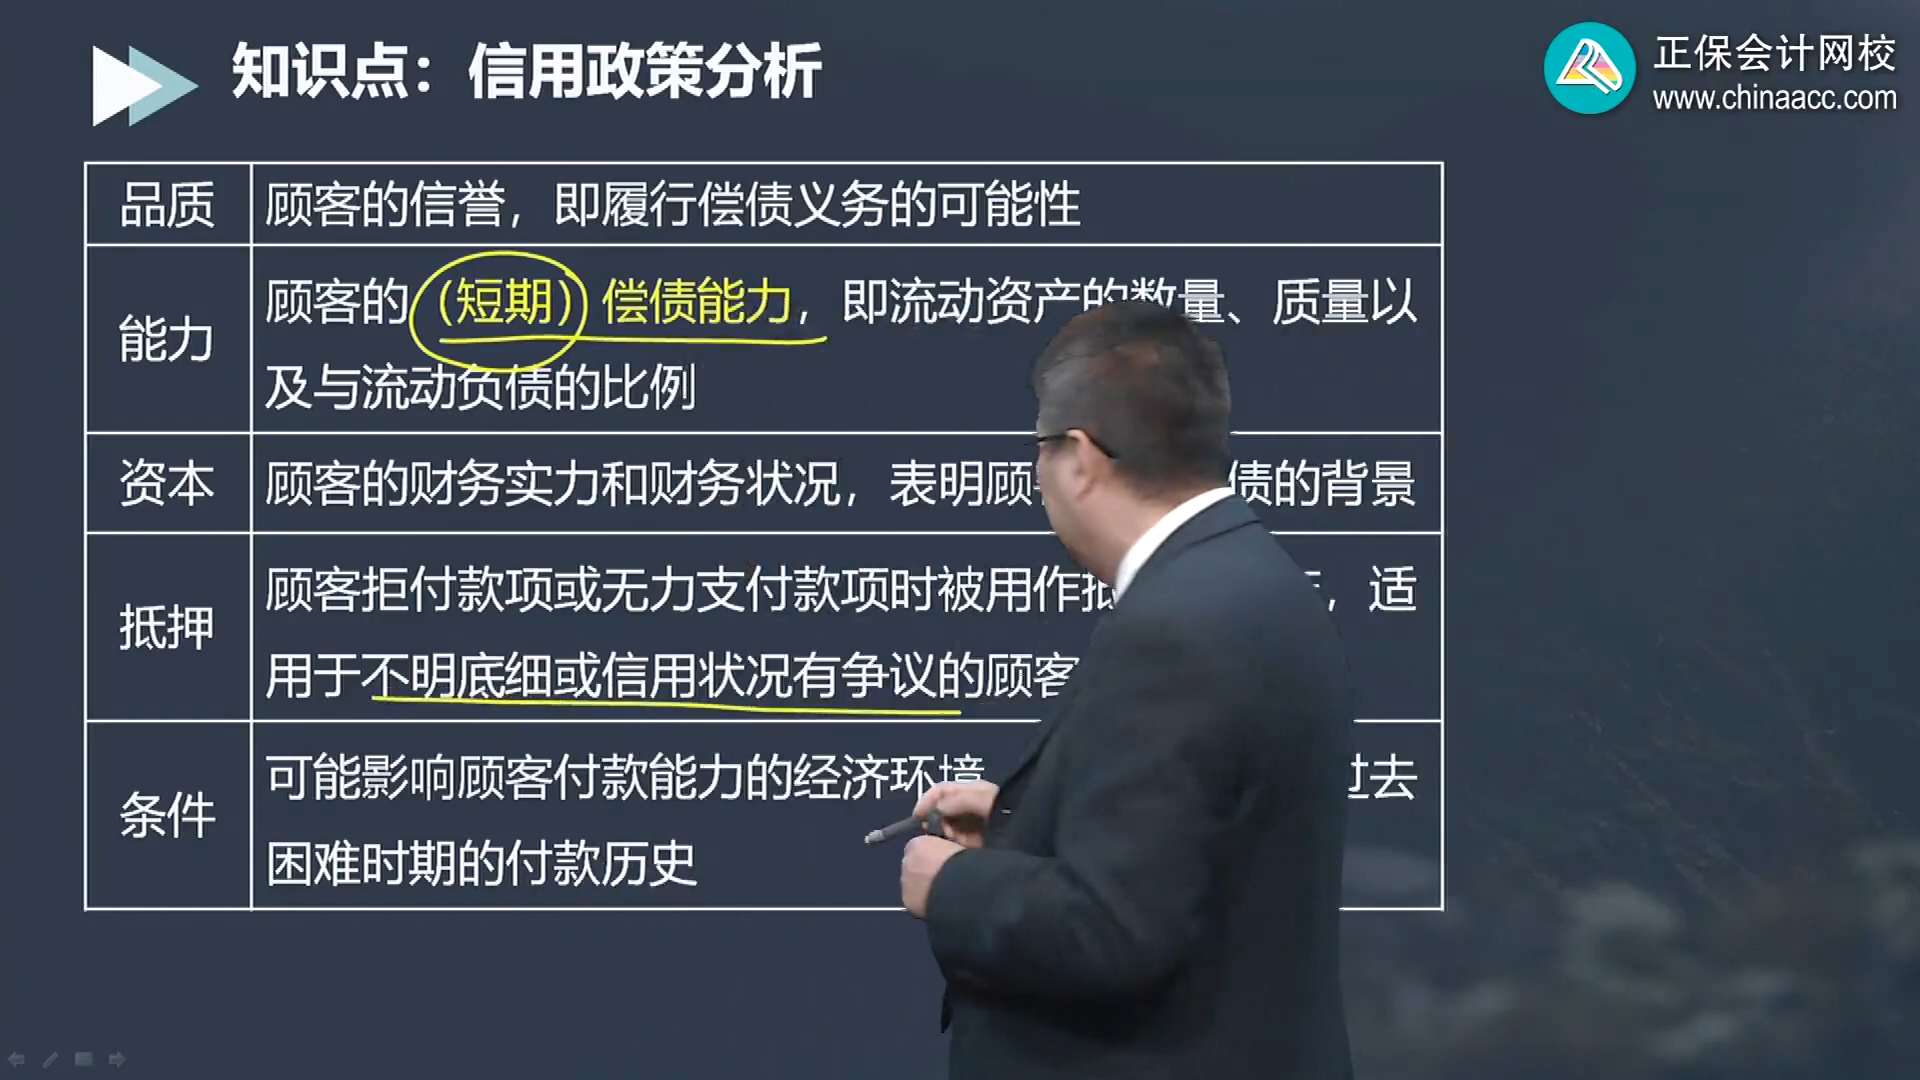 知识点：信用政策分析
正保会计网校
www.chinaacc.com
品质
顾客的信誉，即履行偿债义务的可能性
能力
顾客的（短期）偿债能力，即流动资产的数量、质量以
及与流动负债的比例
资本
顾客的财务实力和财务状况，表明顾 债的背景
抵押
顾客拒付款项或无力支付款项时被用作抵 ，适
用于不明底细或信用状况有争议的顾客
条件
可能影响顾客付款能力的经济环境 过去
困难时期的付款历史